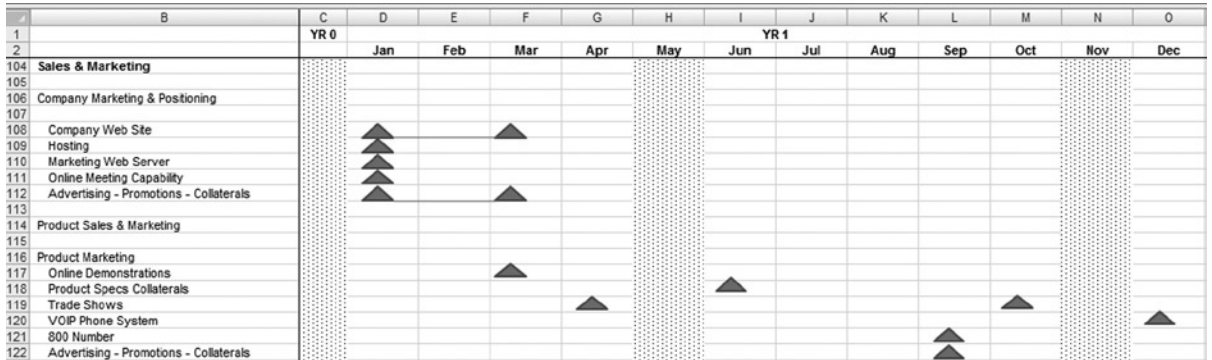 B C D E F G H I J K L M N O
1 YR 0 YR 1
2 Jan Feb Mar Apr May Jun Jul Aug Sep Oct Nov Dec
104 Sales & Marketing
105
106 Company Marketing & Positioning
107
108 Company Web Site
109 Hosting
110 Marketing Web Server
111 Online Meeting Capability
112 Advertising - Promotions - Collaterals
113
114 Product Sales & Marketing
115
116 Product Marketing
117 Online Demonstrations
118 Product Specs Collaterals
119 Trade Shows
120 VOIP Phone System
121 800 Number
122 Advertising - Promotions - Collaterals